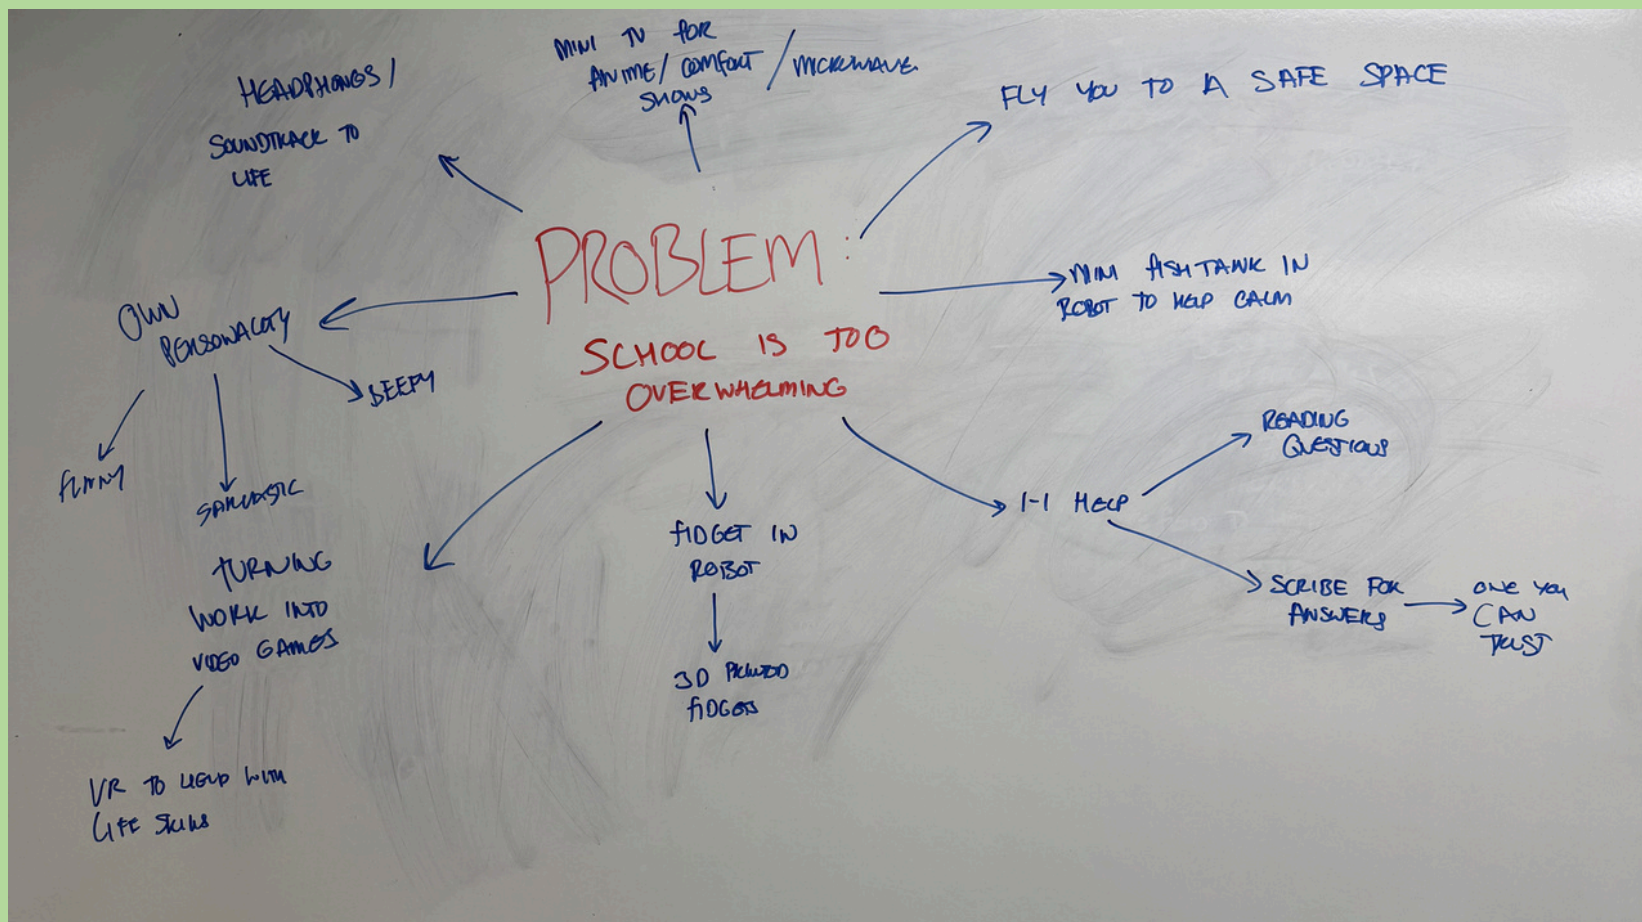 MINI TV FOR
ANIME/ COMFORT / MICROWAVE
SHOWS
HEADPHONES/
SOUNDTRACK TO
LIFE
FLY YOU TO A SAFE SPACE
PROBLEM:
SCHOOL IS TOO
OVERWHELMING
MINI FISH TANK IN
ROBOT TO HELP CALM
OWN
PERSONALITY
BEEFY
FUNNY
SARCASTIC
READING
QUESTIONS
1-1 HELP
SCRIBE FOR
ANSWERS
ONE YOU
CAN
TRUST
FIDGET IN
ROBOT
3D PRINTED
FIDGETS
TURNING
WORK INTO
VIDEO GAMES
VR TO HELP WITH
LIFE SKILLS